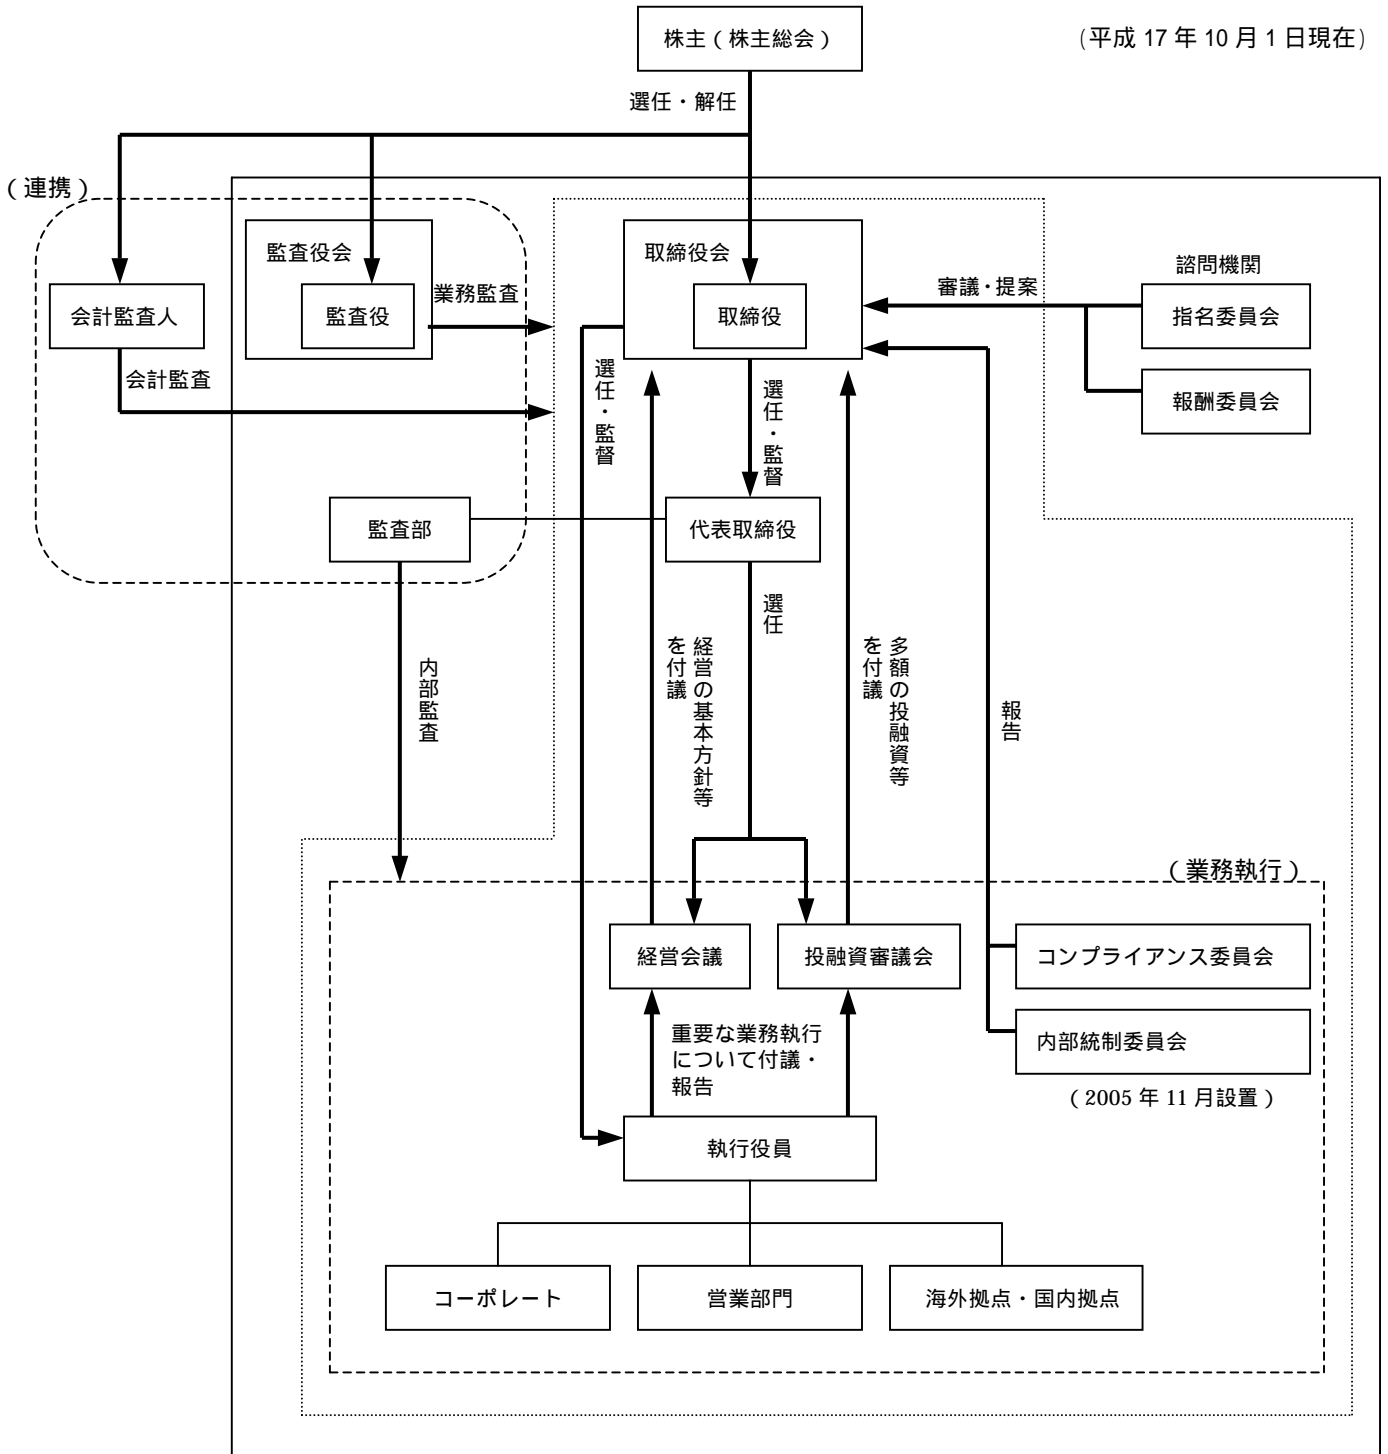 株主（株主総会）
(平成 17 年 10 月 1 日現在)
選任・解任
（連携）
監査役会
取締役会
諮問機関
会計監査人
監査役
業務監査
取締役
審議・提案
指名委員会
会計監査
報酬委員会
選任・監督
選任・監督
監査部
代表取締役
選任
内部監査
経営の基本方針等
を付議
多額の投融資等
を付議
報告
（業務執行）
経営会議
投融資審議会
コンプライアンス委員会
重要な業務執行
について付議・
報告
内部統制委員会
（2005 年 11 月設置）
執行役員
コーポレート
営業部門
海外拠点・国内拠点